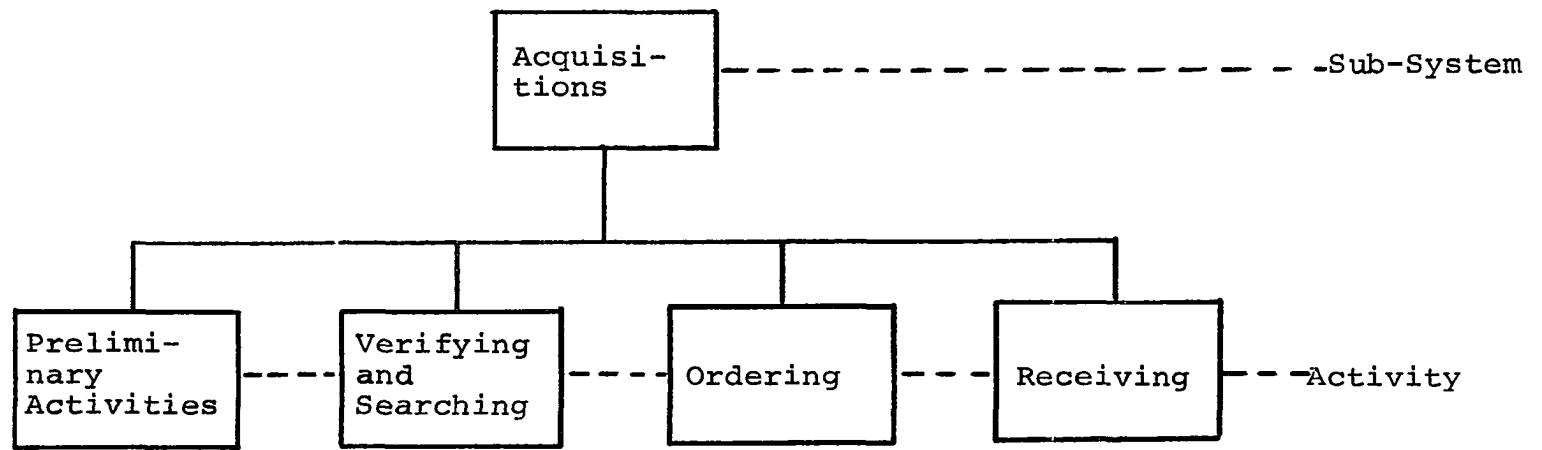 Acquisi-
tions
Sub-System
Prelimi-
nary
Activities
Verifying
and
Searching
Ordering
Receiving
Activity